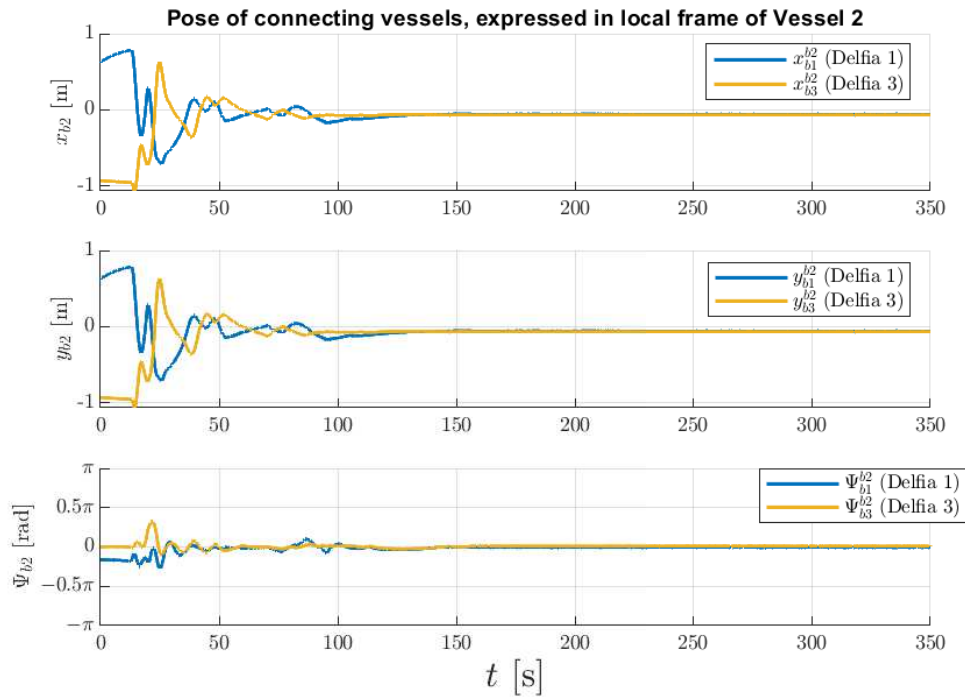 Pose of connecting vessels, expressed in local frame of Vessel 2
1
0
-1
x_{b2} [m]
x_{b1}^{b2} (Delfia 1)
x_{b3}^{b2} (Delfia 3)
0 50 100 150 200 250 300 350
1
0
-1
y_{b2} [m]
y_{b1}^{b2} (Delfia 1)
y_{b3}^{b2} (Delfia 3)
0 50 100 150 200 250 300 350
π
0.5π
0
−0.5π
−π
Ψ_{b2} [rad]
Ψ_{b1}^{b2} (Delfia 1)
Ψ_{b3}^{b2} (Delfia 3)
0 50 100 150 200 250 300 350
t [s]